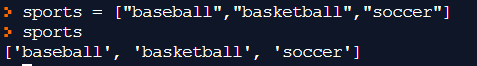 > sports = ["baseball","basketball","soccer"]
> sports
['baseball', 'basketball', 'soccer']